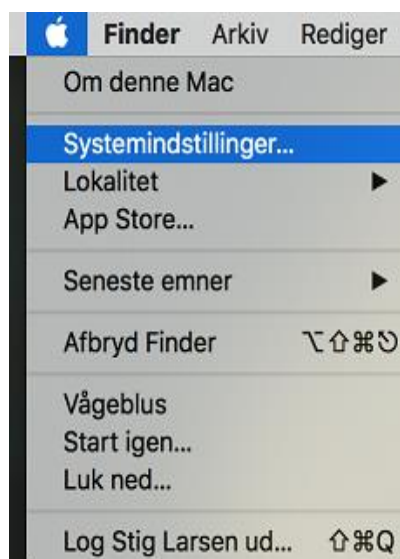 Finder Arkiv Rediger
Om denne Mac
Systemindstillinger...
Lokalitet
App Store...
Seneste emner
Afbryd Finder ⌥⇧⌘⎋
Vågeblus
Start igen...
Luk ned...
Log Stig Larsen ud... ⇧⌘Q